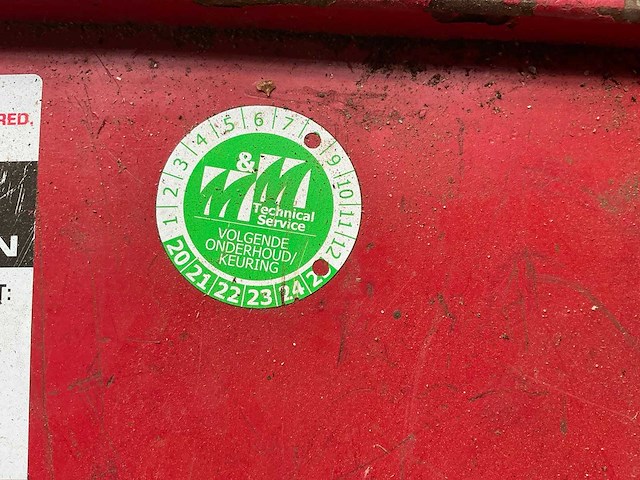 RED.
N
T:
1 2 3 4 5 6 7 9 10 11 12
M&M
Technical
Service
VOLGENDE
ONDERHOUD/
KEURING
20 21 22 23 24